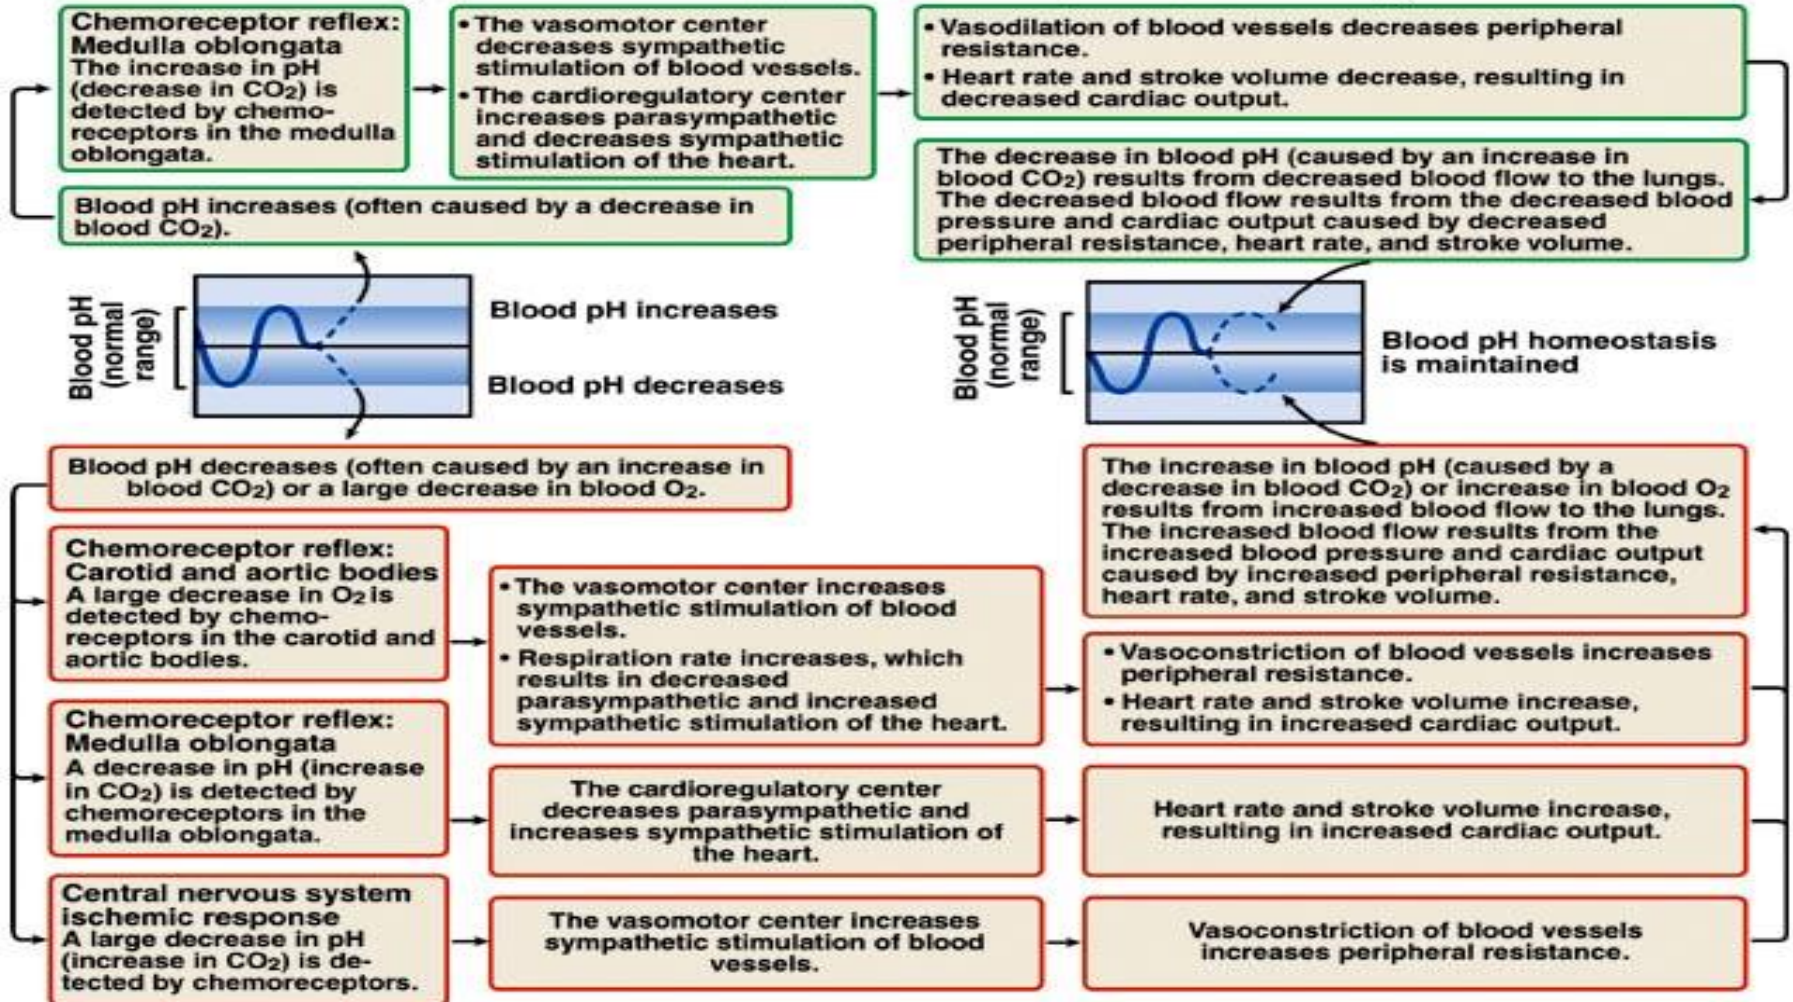 Chemoreceptor reflex:
Medulla oblongata
The increase in pH
(decrease in CO₂) is
detected by chemo-
receptors in the medulla
oblongata.
• The vasomotor center
decreases sympathetic
stimulation of blood vessels.
• The cardioregulatory center
increases parasympathetic
and decreases sympathetic
stimulation of the heart.
• Vasodilation of blood vessels decreases peripheral
resistance.
• Heart rate and stroke volume decrease, resulting in
decreased cardiac output.
Blood pH increases (often caused by a decrease in
blood CO₂).
The decrease in blood pH (caused by an increase in
blood CO₂) results from decreased blood flow to the lungs.
The decreased blood flow results from the decreased blood
pressure and cardiac output caused by decreased
peripheral resistance, heart rate, and stroke volume.
Blood pH
(normal
range)
Blood pH increases
Blood pH decreases
Blood pH
(normal
range)
Blood pH homeostasis
is maintained
Blood pH decreases (often caused by an increase in
blood CO₂) or a large decrease in blood O₂.
Chemoreceptor reflex:
Carotid and aortic bodies
A large decrease in O₂ is
detected by chemo-
receptors in the carotid and
aortic bodies.
• The vasomotor center increases
sympathetic stimulation of blood
vessels.
• Respiration rate increases, which
results in decreased
parasympathetic and increased
sympathetic stimulation of the heart.
The increase in blood pH (caused by a
decrease in blood CO₂) or increase in blood O₂
results from increased blood flow to the lungs.
The increased blood flow results from the
increased blood pressure and cardiac output
caused by increased peripheral resistance,
heart rate, and stroke volume.
• Vasoconstriction of blood vessels increases
peripheral resistance.
• Heart rate and stroke volume increase,
resulting in increased cardiac output.
Chemoreceptor reflex:
Medulla oblongata
A decrease in pH (increase
in CO₂) is detected by
chemoreceptors in the
medulla oblongata.
The cardioregulatory center
decreases parasympathetic and
increases sympathetic stimulation of
the heart.
Heart rate and stroke volume increase,
resulting in increased cardiac output.
Central nervous system
ischemic response
A large decrease in pH
(increase in CO₂) is de-
tected by chemoreceptors.
The vasomotor center increases
sympathetic stimulation of blood
vessels.
Vasoconstriction of blood vessels
increases peripheral resistance.